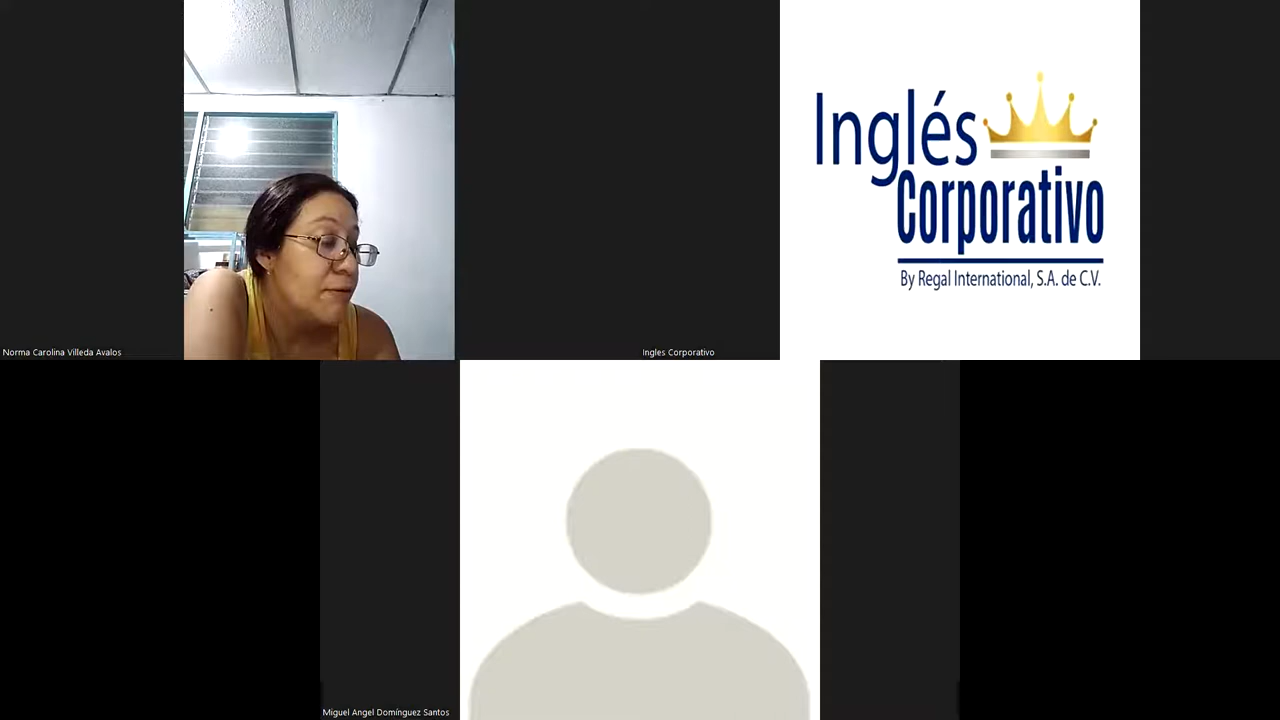 Inglés
Corporativo
By Regal International, S.A. de C.V.
Norma Carolina Villeda Avalos
Ingles Corporativo
Miguel Angel Domínguez Santos